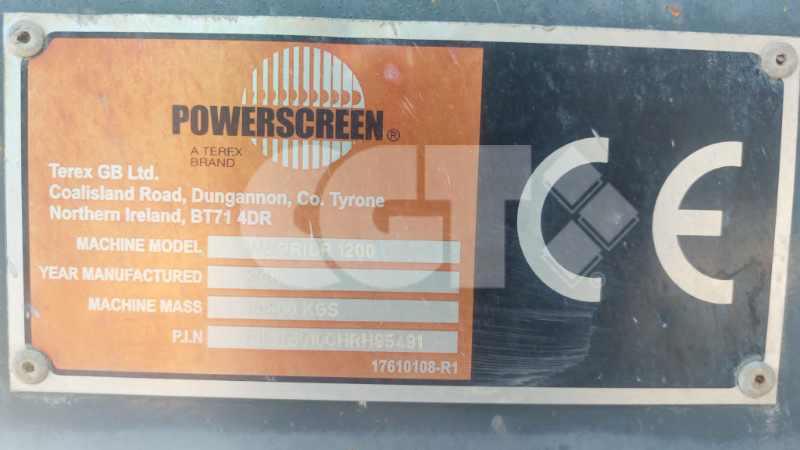 POWERSCREEN®
A TEREX
BRAND
Terex GB Ltd.
Coalisland Road, Dungannon, Co. Tyrone
Northern Ireland, BT71 4DR
MACHINE MODEL WARRIOR 1200
YEAR MANUFACTURED
MACHINE MASS KGS
P.I.N
17610108-R1
CE
CGT